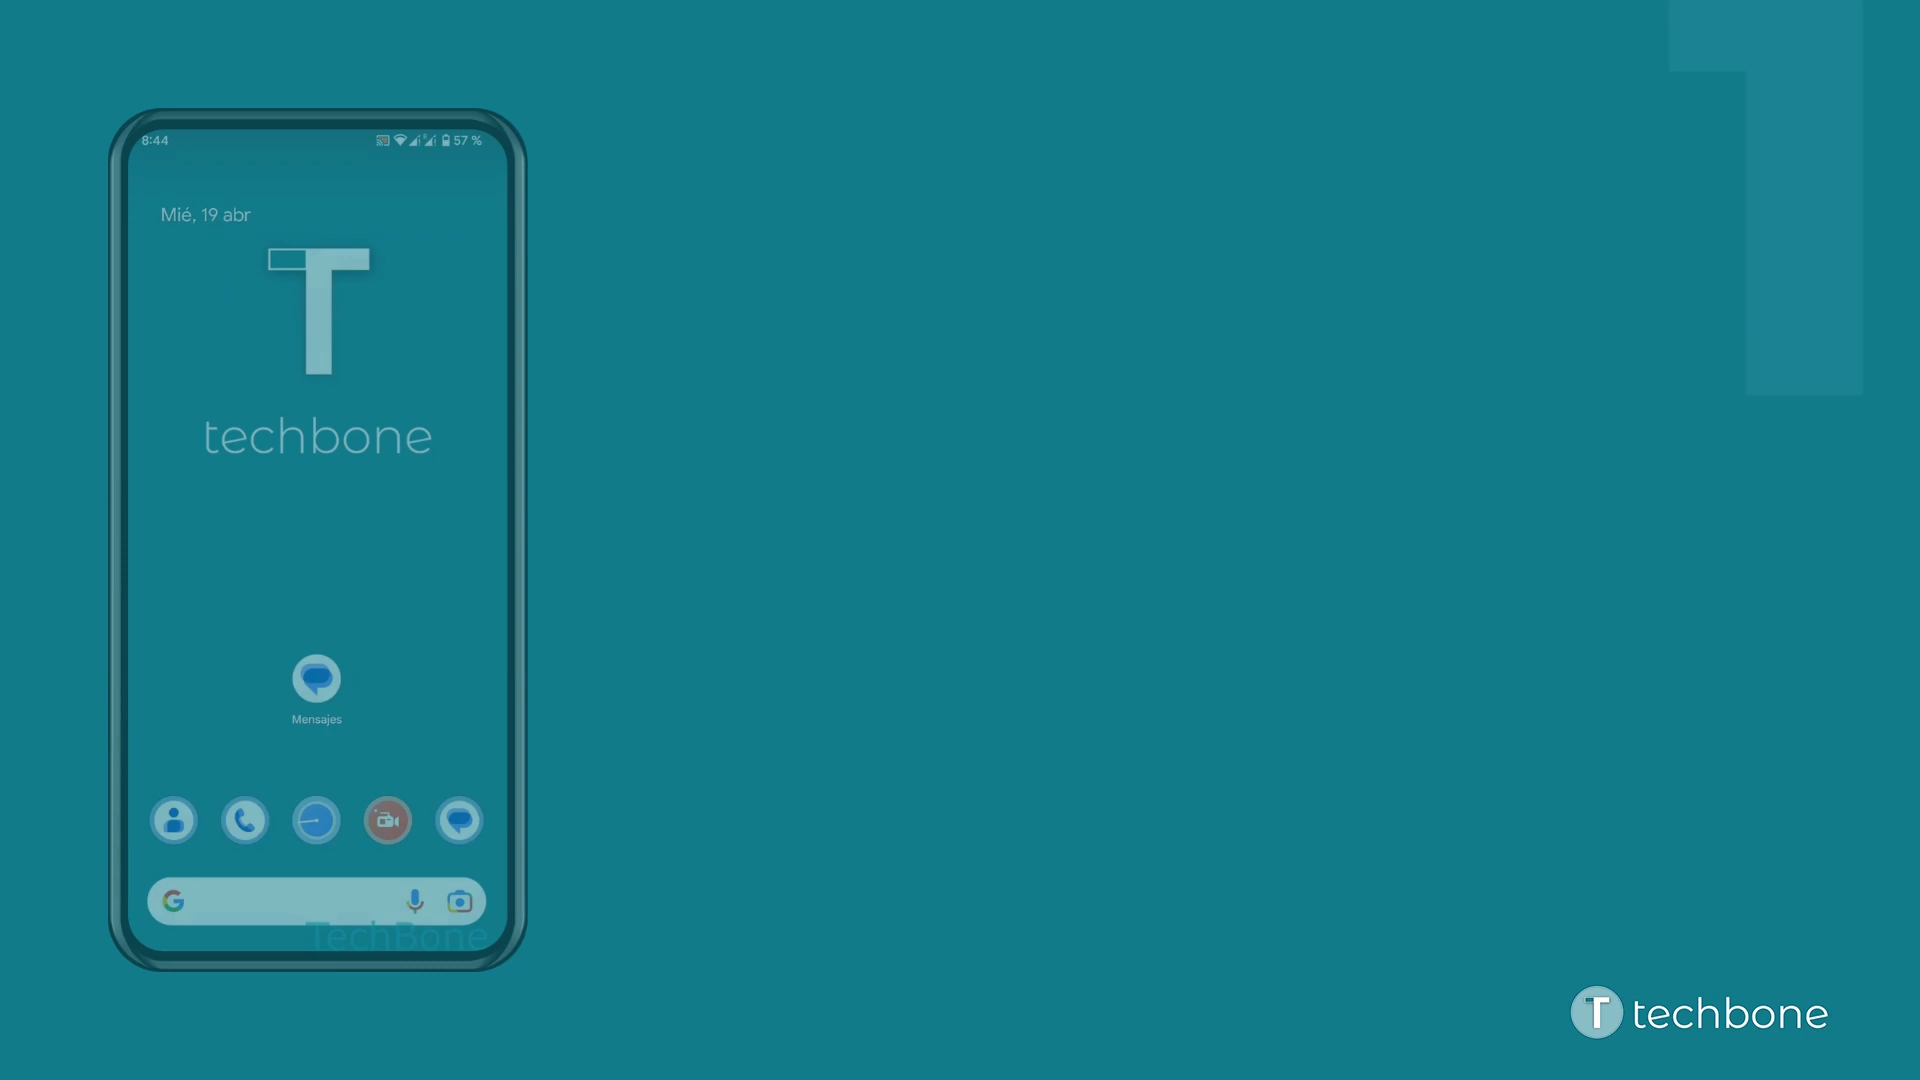 8:44
57 %
Mié, 19 abr
T
techbone
Mensajes
G
TechBone
T techbone